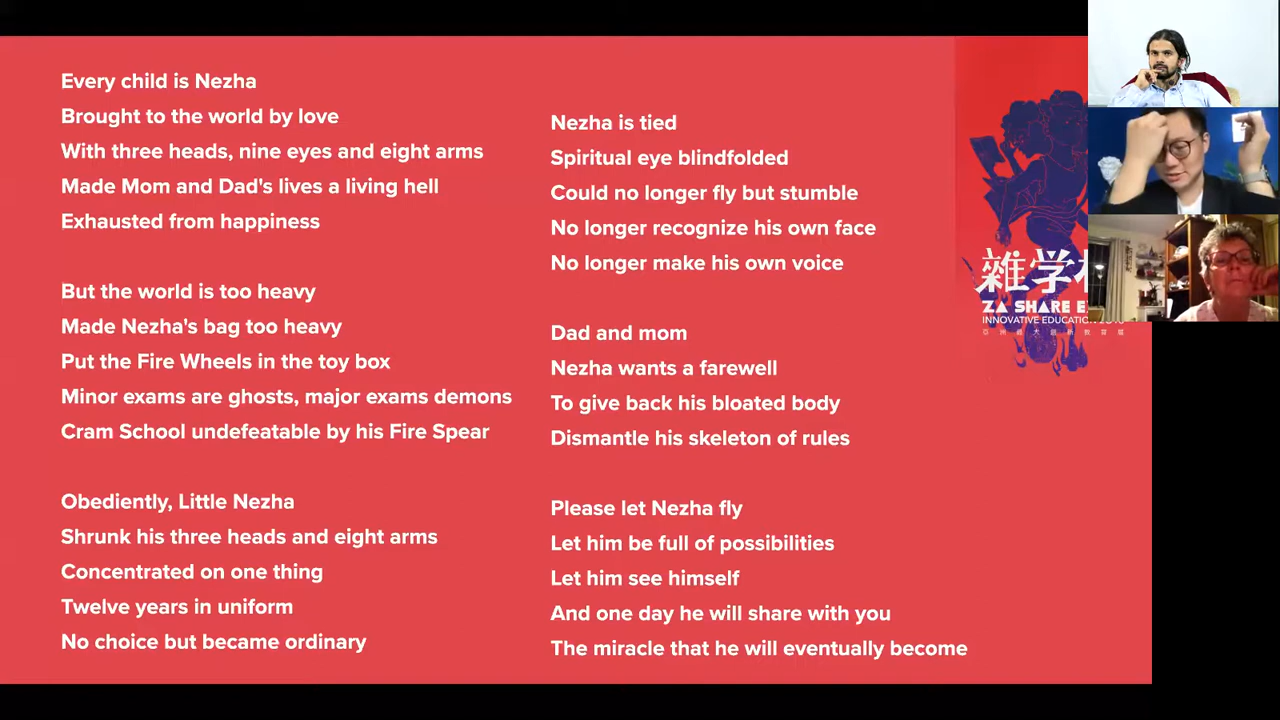 Every child is Nezha
Brought to the world by love
With three heads, nine eyes and eight arms
Made Mom and Dad's lives a living hell
Exhausted from happiness
But the world is too heavy
Made Nezha's bag too heavy
Put the Fire Wheels in the toy box
Minor exams are ghosts, major exams demons
Cram School undefeatable by his Fire Spear
Obediently, Little Nezha
Shrunk his three heads and eight arms
Concentrated on one thing
Twelve years in uniform
No choice but became ordinary
Nezha is tied
Spiritual eye blindfolded
Could no longer fly but stumble
No longer recognize his own face
No longer make his own voice
Dad and mom
Nezha wants a farewell
To give back his bloated body
Dismantle his skeleton of rules
Please let Nezha fly
Let him be full of possibilities
Let him see himself
And one day he will share with you
The miracle that he will eventually become
雜学
ZA SHARE
INNOVATIVE EDUCATION